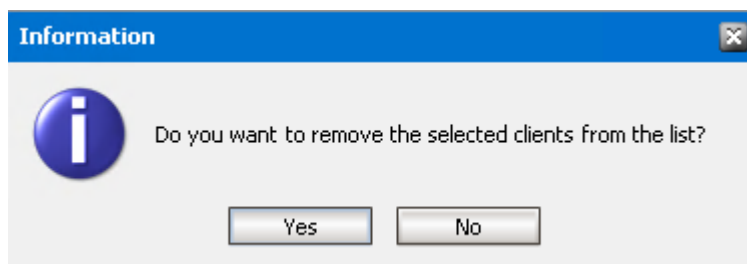 Information
Do you want to remove the selected clients from the list?
Yes No